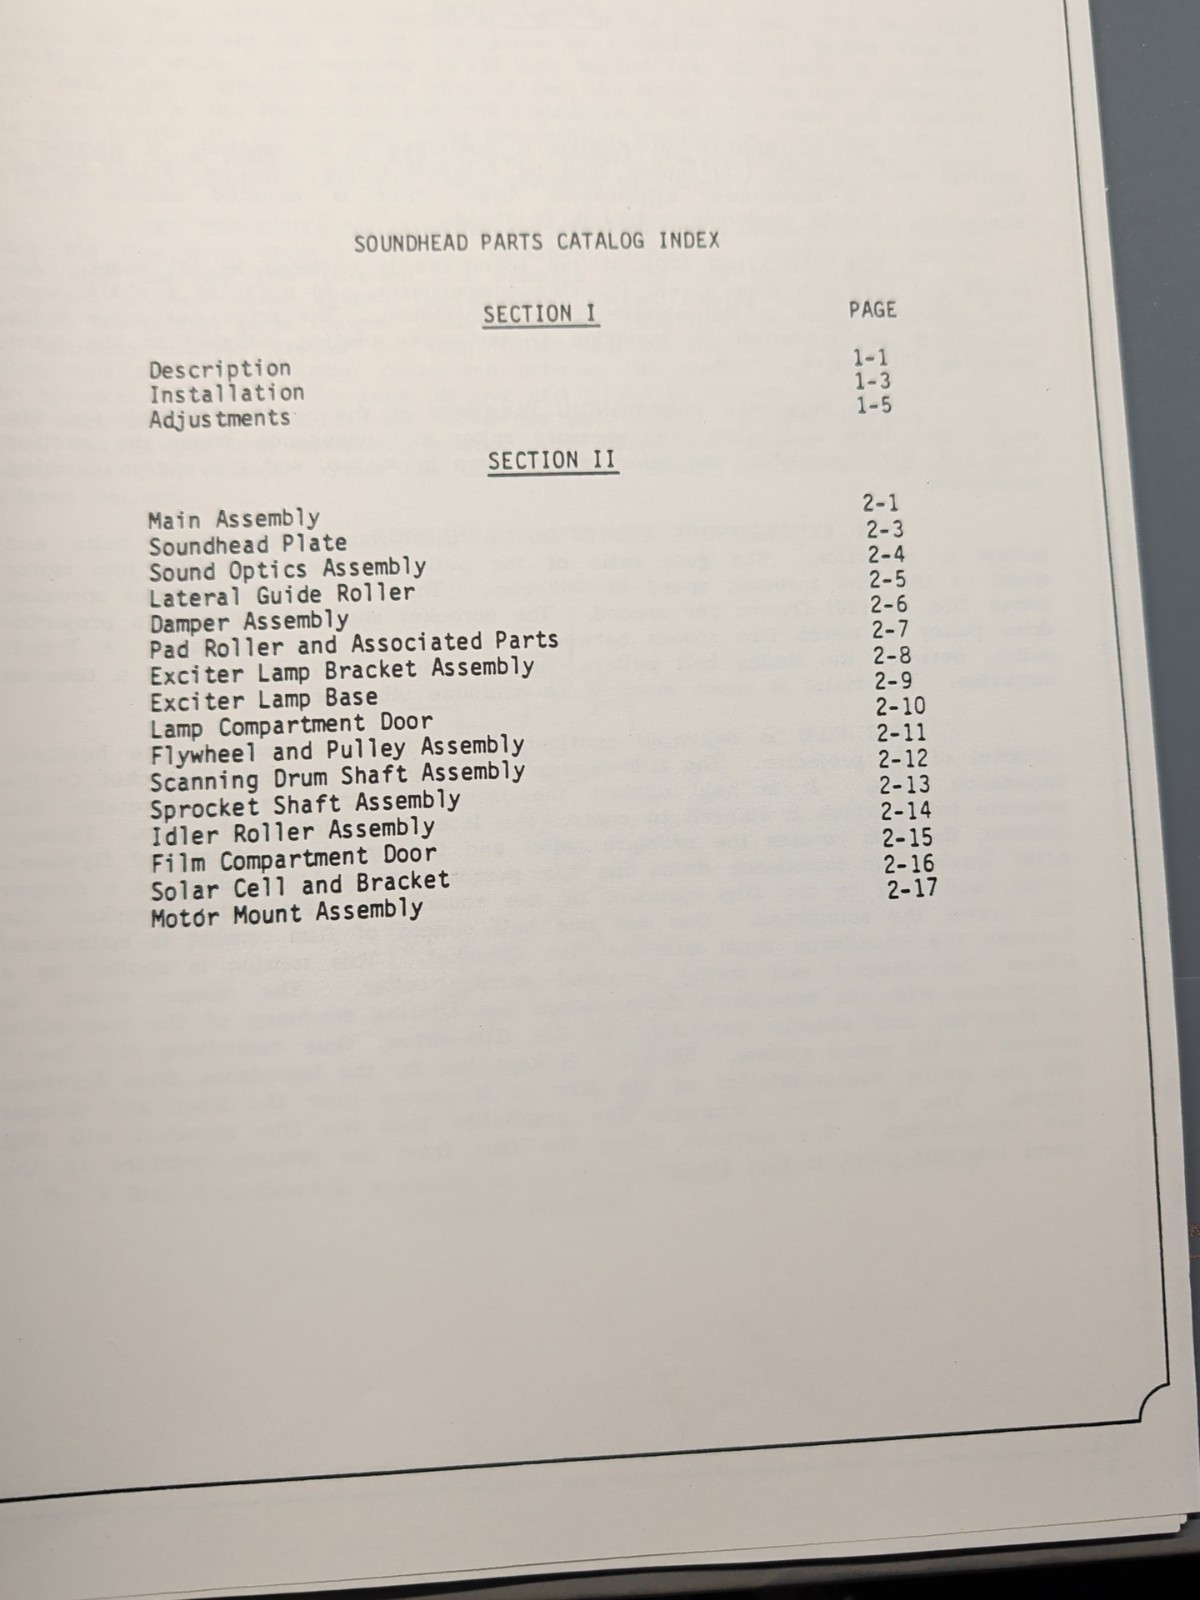 SOUNDHEAD PARTS CATALOG INDEX
SECTION I PAGE
Description 1-1
Installation 1-3
Adjustments 1-5
SECTION II
Main Assembly 2-1
Soundhead Plate 2-3
Sound Optics Assembly 2-4
Lateral Guide Roller 2-5
Damper Assembly 2-6
Pad Roller and Associated Parts 2-7
Exciter Lamp Bracket Assembly 2-8
Exciter Lamp Base 2-9
Lamp Compartment Door 2-10
Flywheel and Pulley Assembly 2-11
Scanning Drum Shaft Assembly 2-12
Sprocket Shaft Assembly 2-13
Idler Roller Assembly 2-14
Film Compartment Door 2-15
Solar Cell and Bracket 2-16
Motor Mount Assembly 2-17